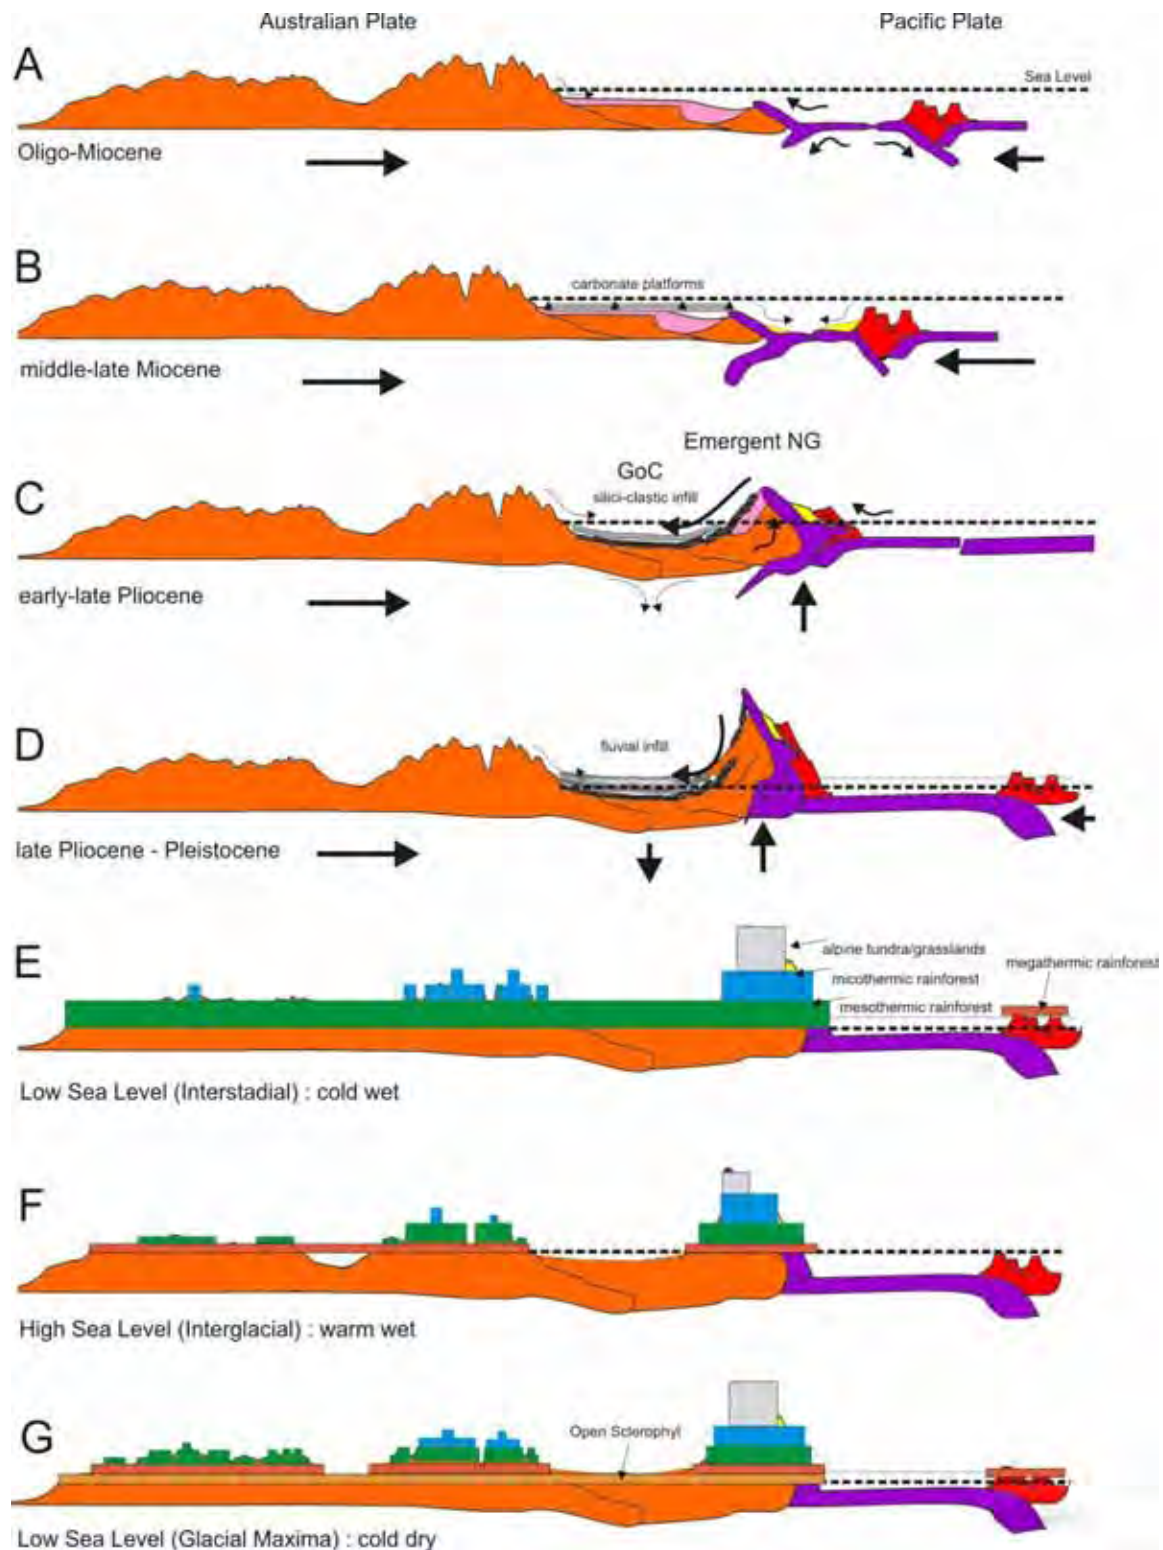 Australian Plate
Pacific Plate
A
Sea Level
Oligo-Miocene
B
carbonate platforms
middle-late Miocene
Emergent NG
C
GoC
silici-clastic infill
early-late Pliocene
D
fluvial infill
late Pliocene - Pleistocene
E
alpine tundra/grasslands
megathermic rainforest
micothermic rainforest
mesothermic rainforest
Low Sea Level (Interstadial) : cold wet
F
High Sea Level (Interglacial) : warm wet
G
Open Sclerophyl
Low Sea Level (Glacial Maxima) : cold dry